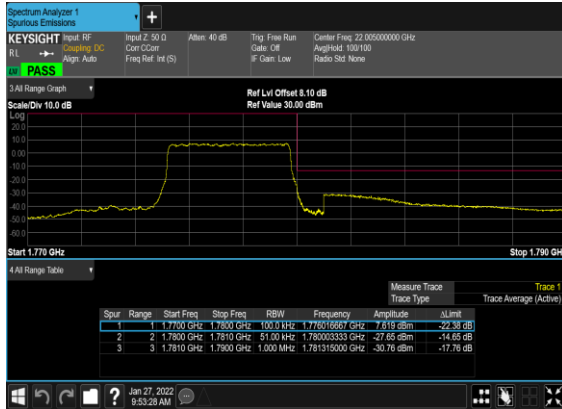 Spectrum Analyzer 1
Spurious Emissions
+
KEYSIGHT Input: RF Input Z: 50 Ω Atten: 40 dB Trig: Free Run Center Freq: 22.005000000 GHz
RL Coupling: DC Corr CCorr Gate: Off Avg|Hold: 100/100
Align: Auto Freq Ref: Int (S) IF Gain: Low Radio Std: None
PASS
3 All Range Graph
Ref Lvl Offset 8.10 dB
Scale/Div 10.0 dB Ref Value 30.00 dBm
Log
20.0
10.0
0.00
-10.0
-20.0
-30.0
-40.0
-50.0
-60.0
Start 1.770 GHz Stop 1.790 GH
4 All Range Table
Measure Trace Trace 1
Trace Type Trace Average (Active)
Spur Range Start Freq Stop Freq RBW Frequency Amplitude ΔLimit
1 1 1.7700 GHz 1.7800 GHz 100.0 kHz 1.776016667 GHz 7.619 dBm -22.38 dB
2 2 1.7800 GHz 1.7810 GHz 51.00 kHz 1.780003333 GHz -27.65 dBm -14.65 dB
3 3 1.7810 GHz 1.7900 GHz 1.000 MHz 1.781315000 GHz -30.76 dBm -17.76 dB
? Jan 27, 2022
9:53:28 AM